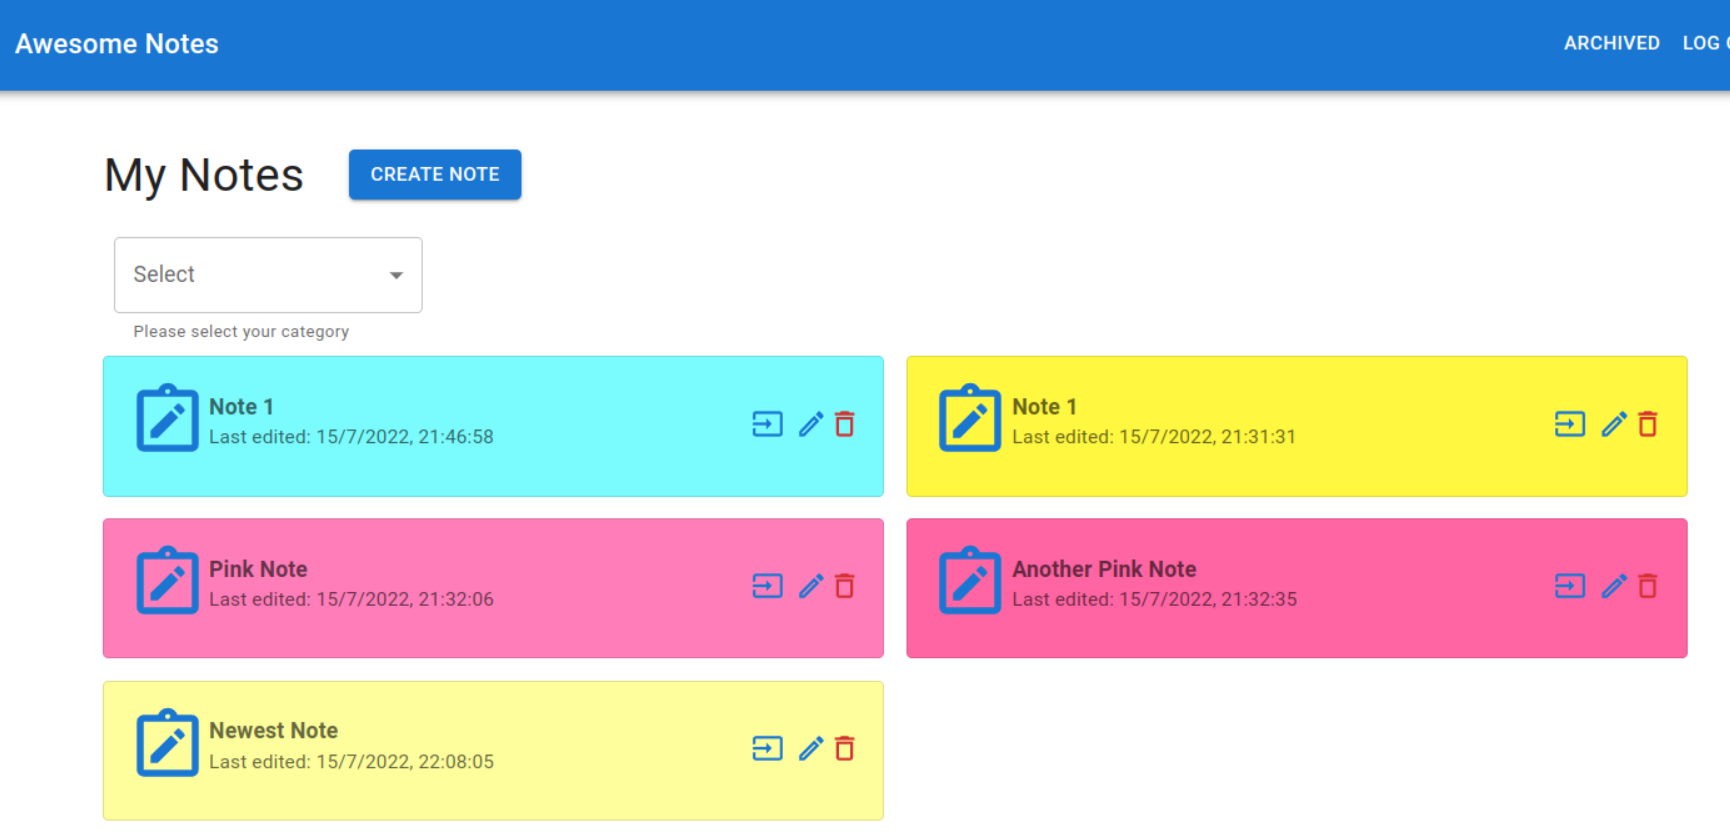 Awesome Notes
ARCHIVED
LOG
My Notes
CREATE NOTE
Select
Please select your category
Note 1
Last edited: 15/7/2022, 21:46:58
Note 1
Last edited: 15/7/2022, 21:31:31
Pink Note
Last edited: 15/7/2022, 21:32:06
Another Pink Note
Last edited: 15/7/2022, 21:32:35
Newest Note
Last edited: 15/7/2022, 22:08:05